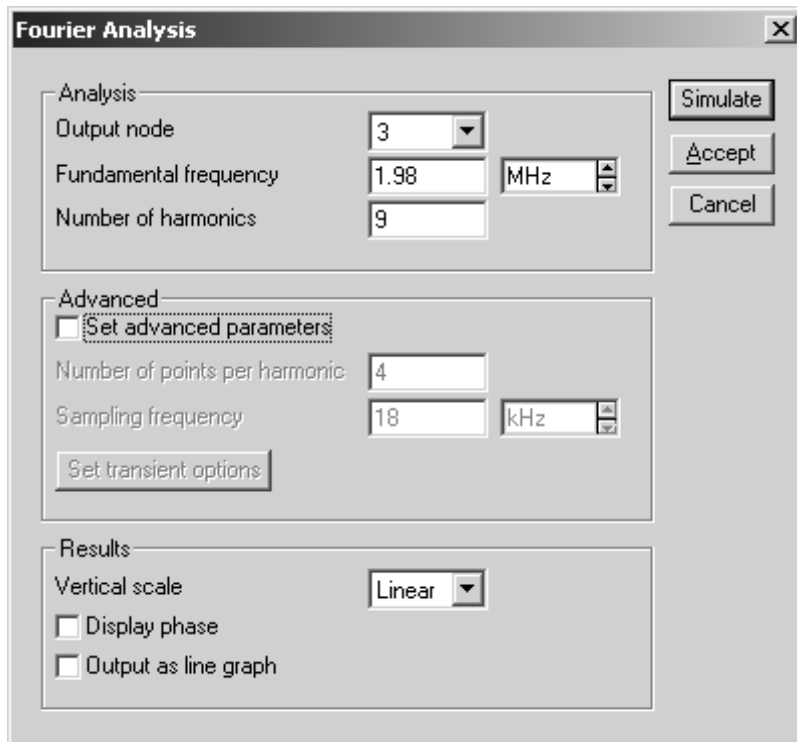 Fourier Analysis
Analysis
Output node 3
Fundamental frequency 1.98 MHz
Number of harmonics 9
Simulate
Accept
Cancel
Advanced
Set advanced parameters
Number of points per harmonic 4
Sampling frequency 18 kHz
Set transient options
Results
Vertical scale Linear
Display phase
Output as line graph